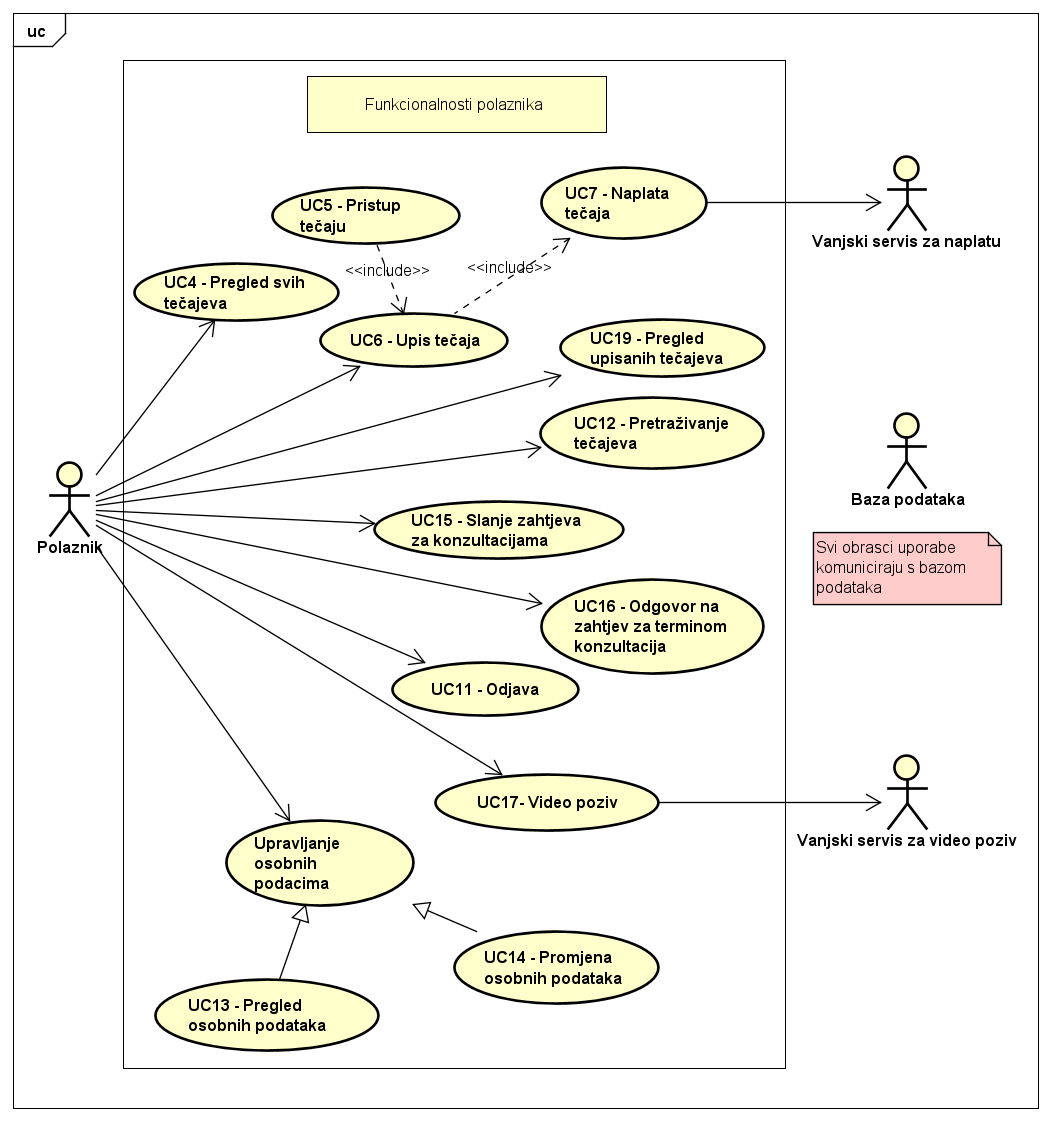 uc
Funkcionalnosti polaznika
UC5 - Pristup
tečaju
UC7 - Naplata
tečaja
Vanjski servis za naplatu
<<include>>
<<include>>
UC4 - Pregled svih
tečajeva
UC6 - Upis tečaja
UC19 - Pregled
upisanih tečajeva
UC12 - Pretraživanje
tečajeva
Baza podataka
Polaznik
UC15 - Slanje zahtjeva
za konzultacijama
Svi obrasci uporabe
komuniciraju s bazom
podataka
UC16 - Odgovor na
zahtjev za terminom
konzultacija
UC11 - Odjava
UC17- Video poziv
Vanjski servis za video poziv
Upravljanje
osobnih
podacima
UC14 - Promjena
osobnih podataka
UC13 - Pregled
osobnih podataka